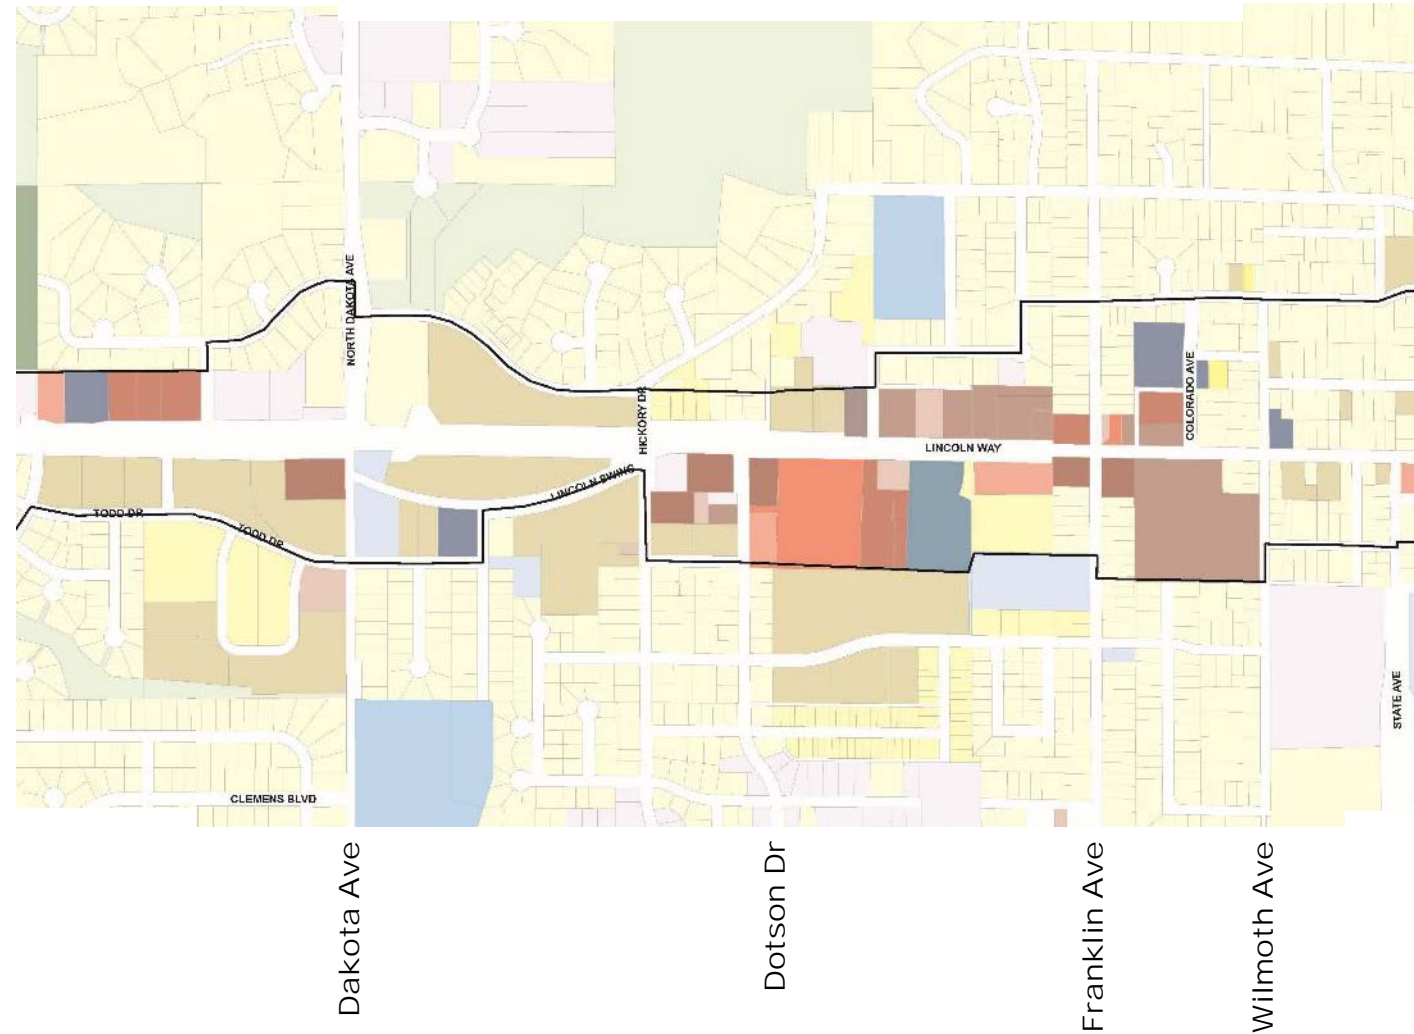 NORTH DAKOTA AVE
HICKORY DR
COLORADO AVE
LINCOLN WAY
LINCOLN SWING
TODD DR
TODD DR
STATE AVE
CLEMENS BLVD
Dakota Ave
Dotson Dr
Franklin Ave
Wilmoth Ave